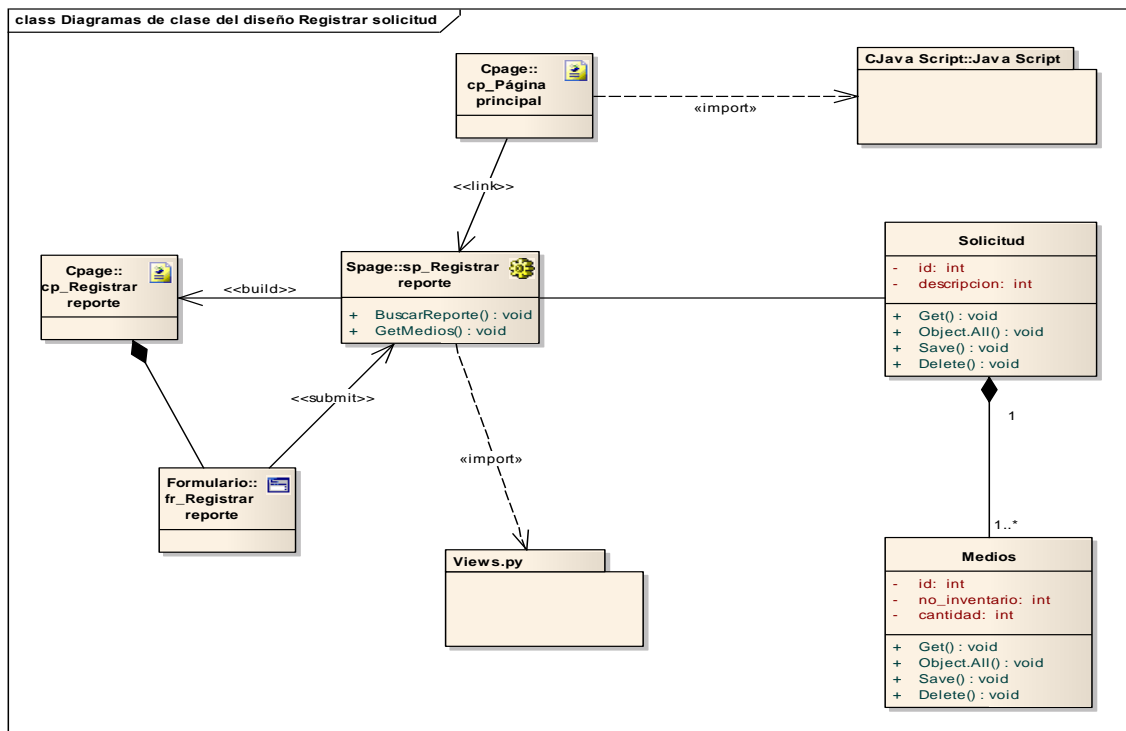 class Diagramas de clase del diseño Registrar solicitud
Cpage::
cp_Página
principal
CJava Script::Java Script
«import»
<<link>>
Solicitud
- id: int
- descripcion: int
+ Get() : void
+ Object.All() : void
+ Save() : void
+ Delete() : void
Cpage::
cp_Registrar
reporte
<<build>>
Spage::sp_Registrar
reporte
+ BuscarReporte() : void
+ GetMedios() : void
<<submit>>
1
«import»
Formulario::
fr_Registrar
reporte
1..*
Views.py
Medios
- id: int
- no_inventario: int
- cantidad: int
+ Get() : void
+ Object.All() : void
+ Save() : void
+ Delete() : void